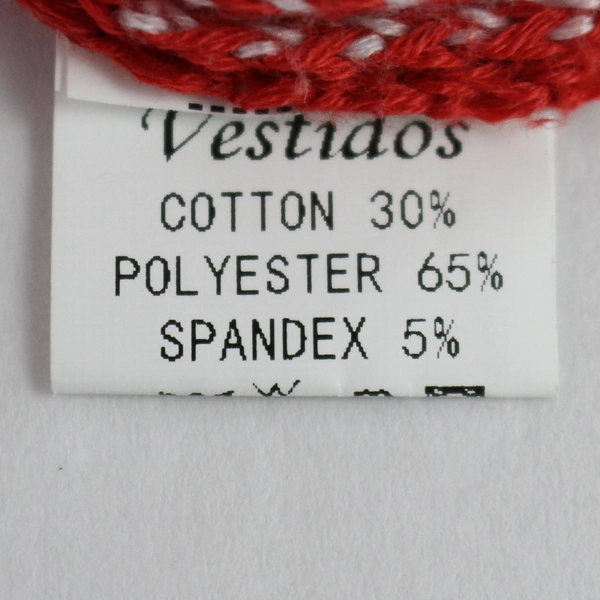 Vestidos
COTTON 30%
POLYESTER 65%
SPANDEX 5%